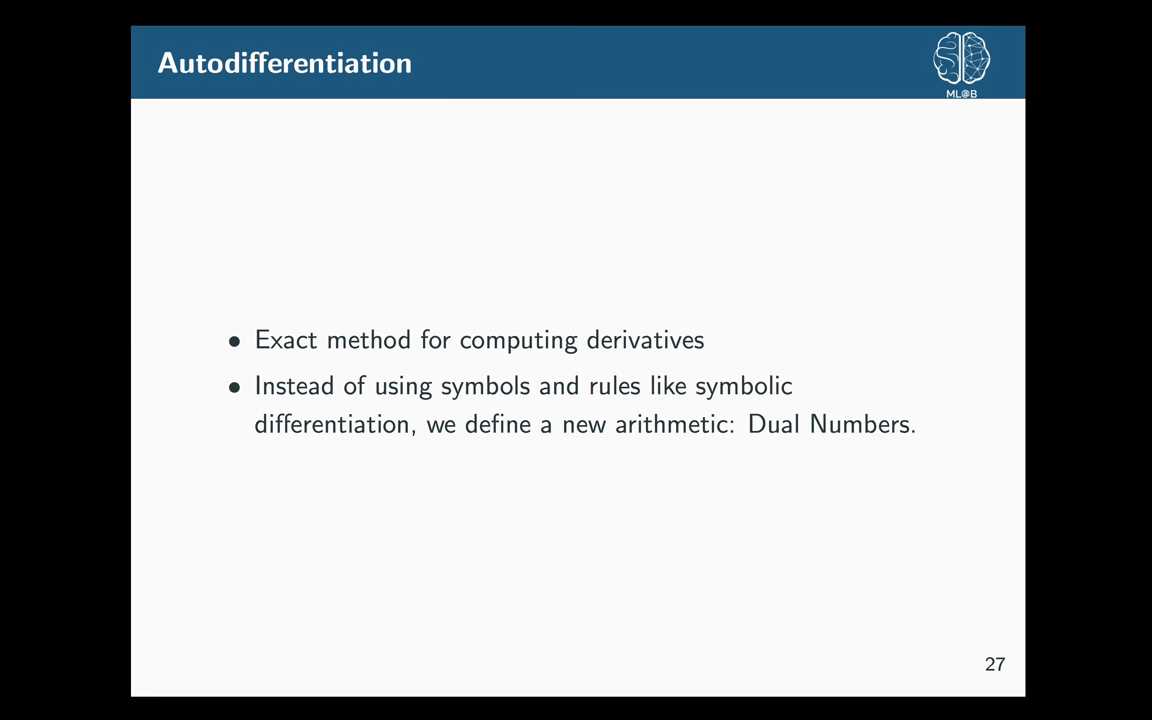 Autodifferentiation
ML@B
• Exact method for computing derivatives
• Instead of using symbols and rules like symbolic
differentiation, we define a new arithmetic: Dual Numbers.
27